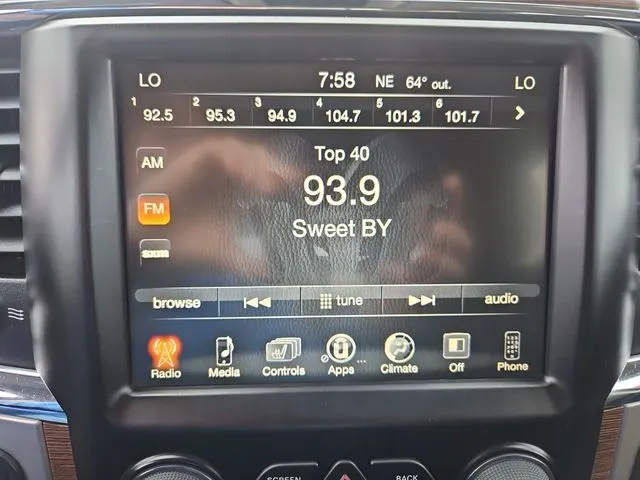 LO 7:58 NE 64° out. LO
1 92.5 2 95.3 3 94.9 4 104.7 5 101.3 6 101.7 >
AM
Top 40
FM
93.9
Sweet BY
sxm
browse tune audio
Radio Media Controls Apps ... Climate Off Phone
SCREEN BACK